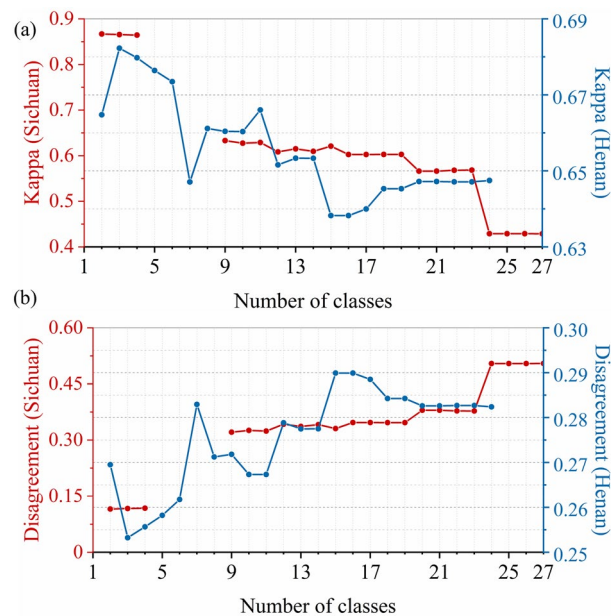 (a)
0.9
0.8
0.7
0.6
0.5
0.4
Kappa (Sichuan)
0.69
0.67
0.65
0.63
Kappa (Henan)
1 5 9 13 17 21 25 27
Number of classes
(b)
0.60
0.45
0.30
0.15
0
Disagreement (Sichuan)
0.30
0.29
0.28
0.27
0.26
0.25
Disagreement (Henan)
1 5 9 13 17 21 25 27
Number of classes